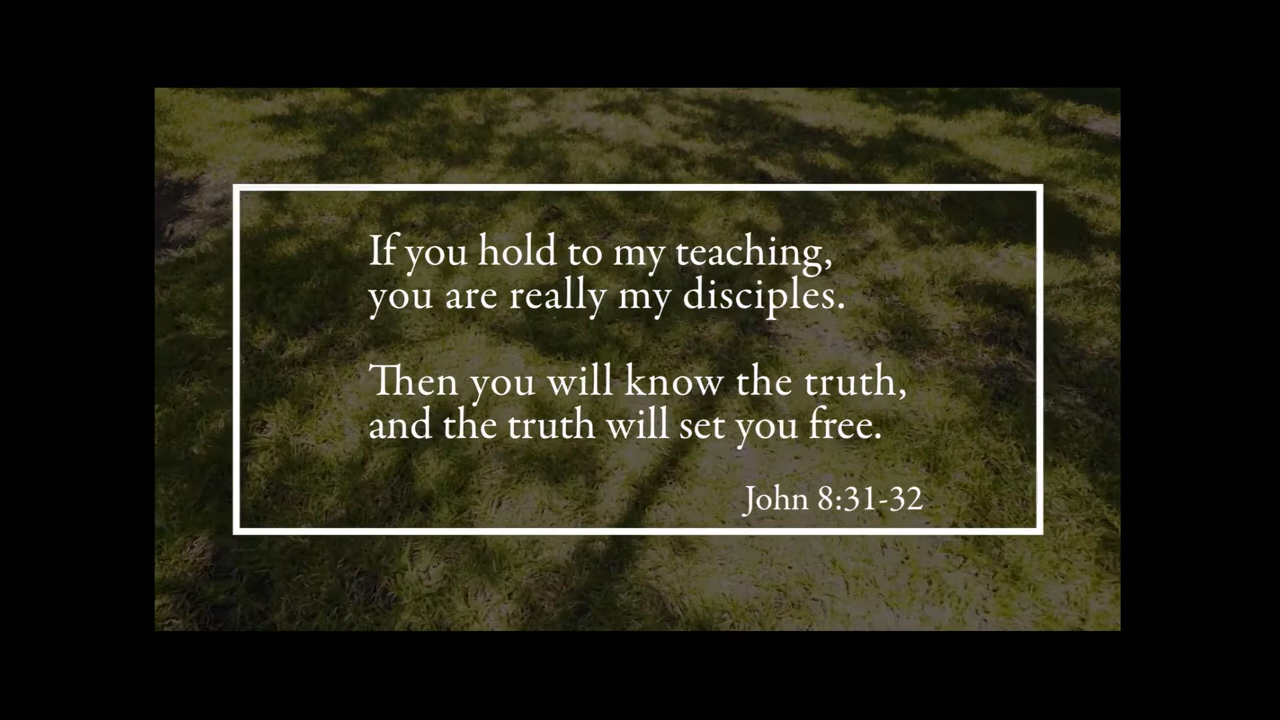 If you hold to my teaching,
you are really my disciples.
Then you will know the truth,
and the truth will set you free.
John 8:31-32